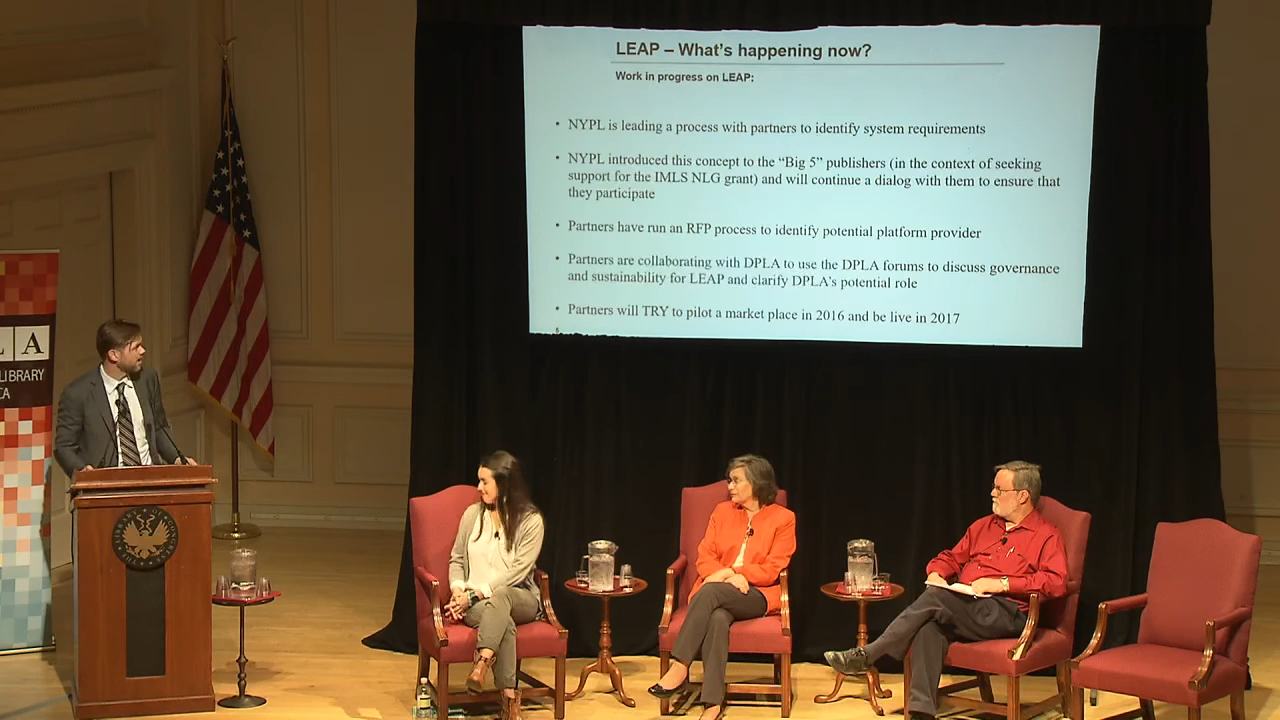 LEAP – What's happening now?
Work in progress on LEAP:
• NYPL is leading a process with partners to identify system requirements
• NYPL introduced this concept to the “Big 5” publishers (in the context of seeking
support for the IMLS NLG grant) and will continue a dialog with them to ensure that
they participate
• Partners have run an RFP process to identify potential platform provider
• Partners are collaborating with DPLA to use the DPLA forums to discuss governance
and sustainability for LEAP and clarify DPLA's potential role
• Partners will TRY to pilot a market place in 2016 and be live in 2017
LA
LIBRARY
CA
LIBRARY OF CONGRESS